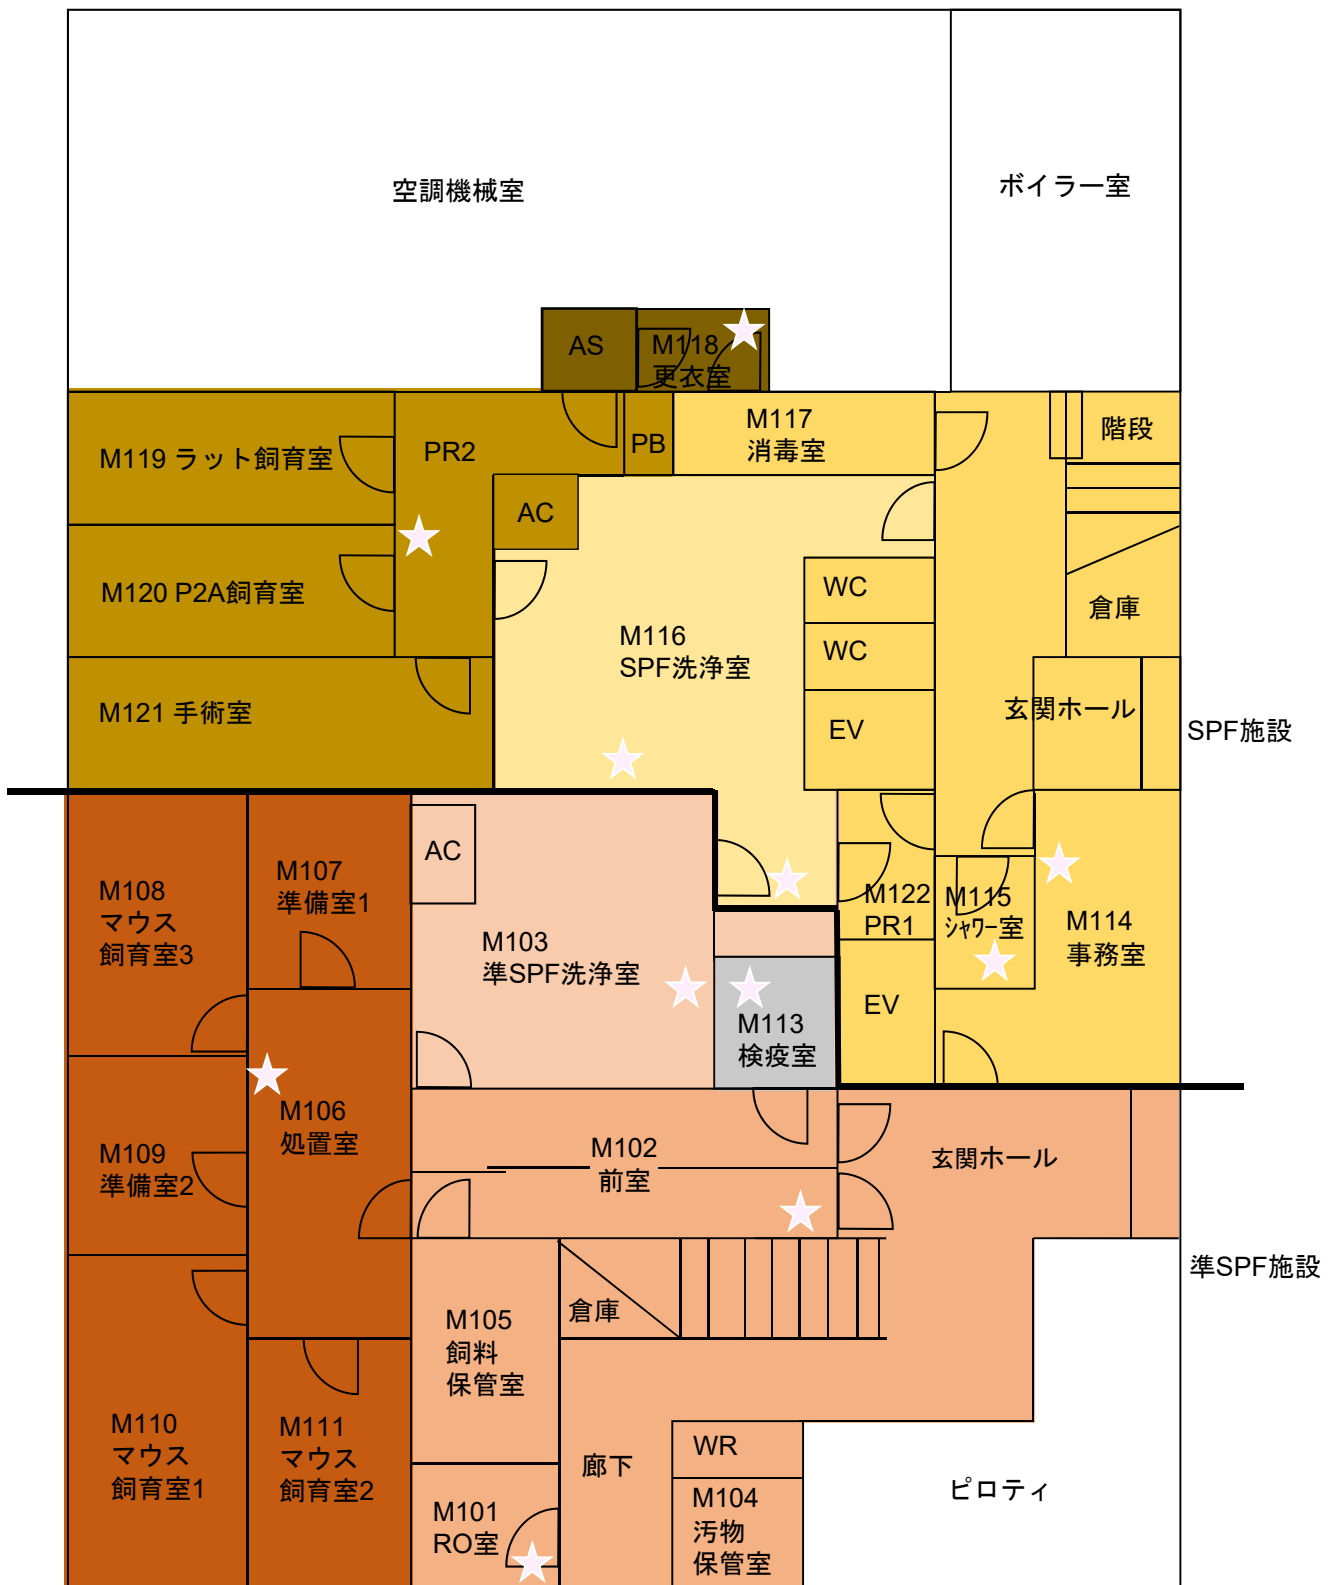 空調機械室
ボイラー室
AS
M118
更衣室
M119 ラット飼育室
PR2
PB
M117
消毒室
階段
AC
M120 P2A飼育室
WC
倉庫
M116
SPF洗浄室
WC
M121 手術室
EV
玄関ホール
SPF施設
M108
マウス
飼育室3
M107
準備室1
AC
M103
準SPF洗浄室
M122
PR1
M115
シャワー室
M114
事務室
EV
M113
検疫室
M109
準備室2
M106
処置室
M102
前室
玄関ホール
準SPF施設
M105
飼料
保管室
倉庫
M110
マウス
飼育室1
M111
マウス
飼育室2
廊下
WR
M101
RO室
M104
汚物
保管室
ピロティ